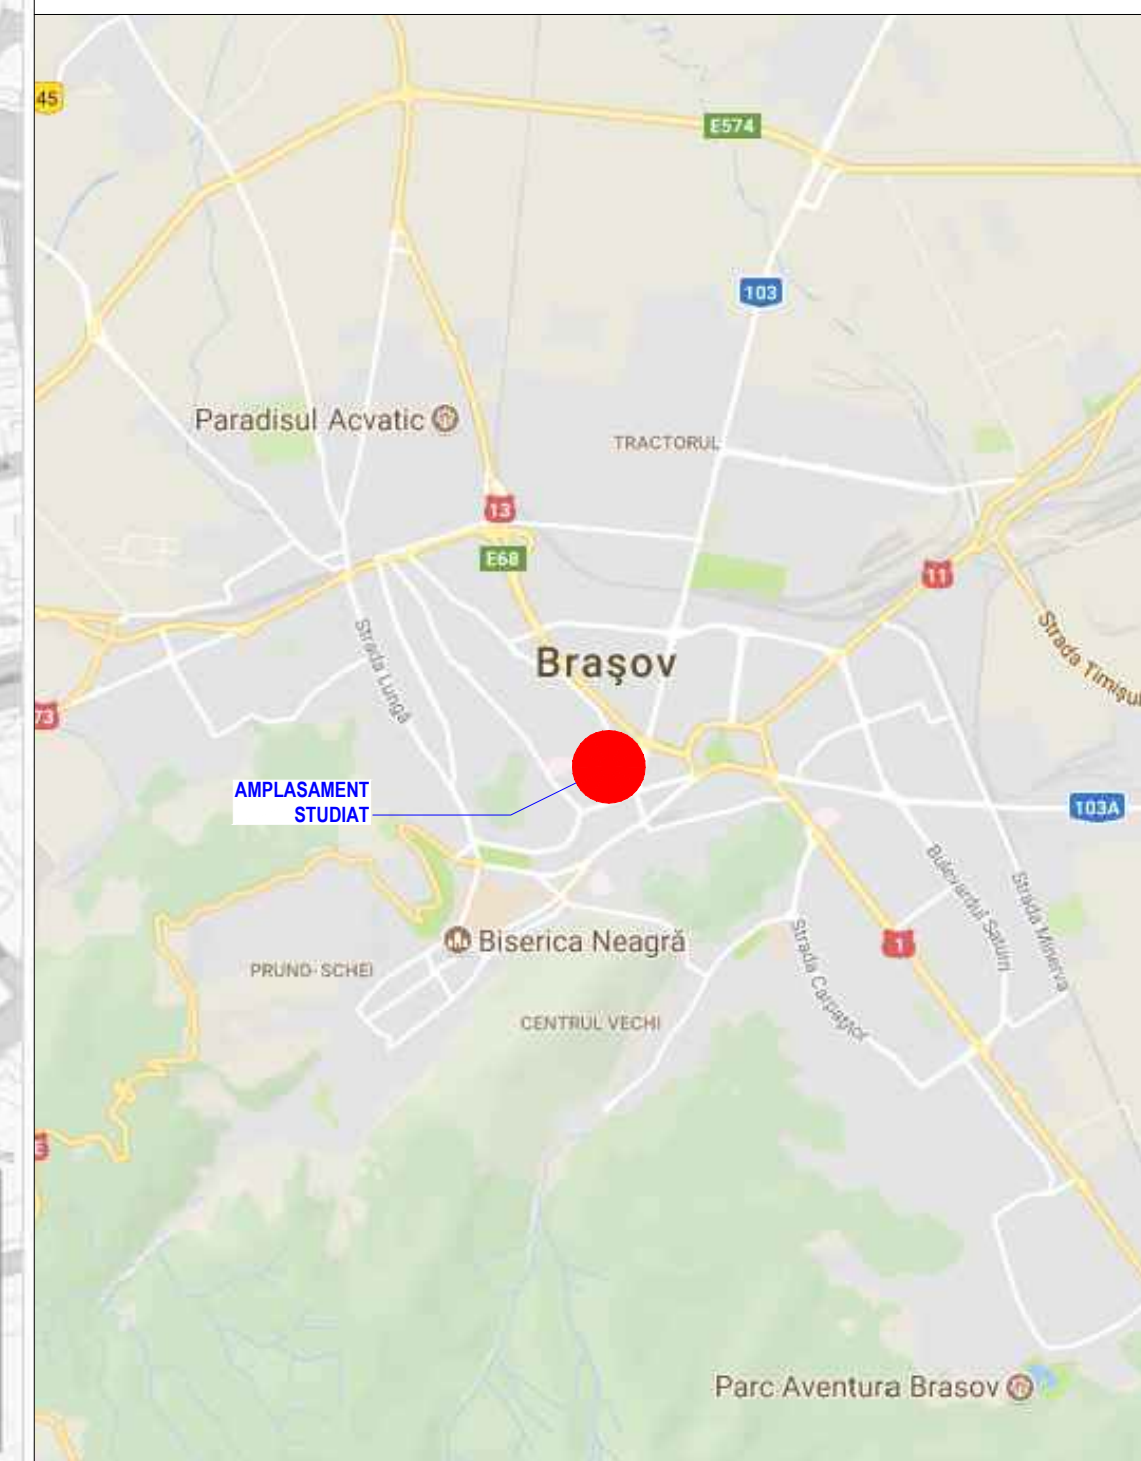 45
E574
103
Paradisul Acvatic
TRACTORUL
13
E68
11
Strada Timișul
Strada Lungă
Brașov
73
AMPLASAMENT
STUDIAT
103A
Bulevardul Saturn
Strada Minerva
1
Biserica Neagră
Strada Carpaților
PRUND-SCHEI
CENTRUL VECHI
Parc Aventura Brasov